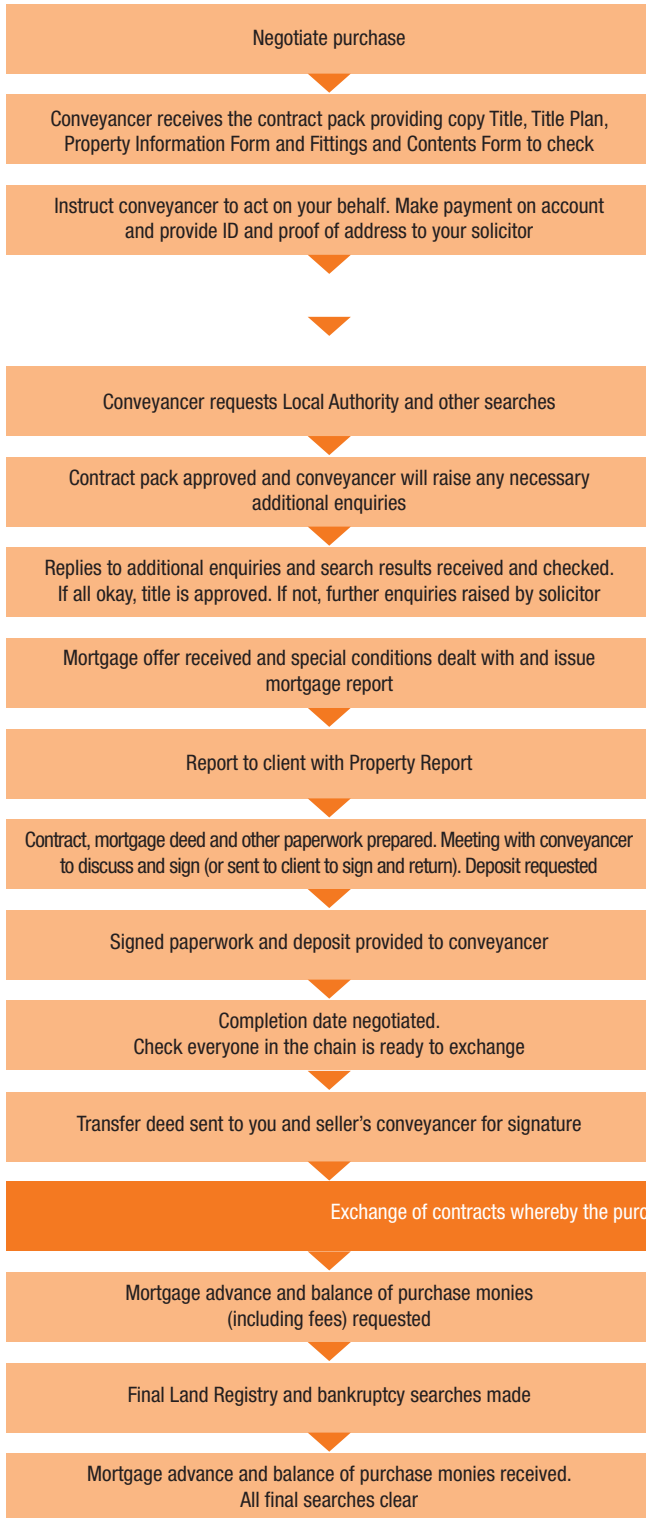 Negotiate purchase
Conveyancer receives the contract pack providing copy Title, Title Plan,
Property Information Form and Fittings and Contents Form to check
Instruct conveyancer to act on your behalf. Make payment on account
and provide ID and proof of address to your solicitor
Conveyancer requests Local Authority and other searches
Contract pack approved and conveyancer will raise any necessary
additional enquiries
Replies to additional enquiries and search results received and checked.
If all okay, title is approved. If not, further enquiries raised by solicitor
Mortgage offer received and special conditions dealt with and issue
mortgage report
Report to client with Property Report
Contract, mortgage deed and other paperwork prepared. Meeting with conveyancer
to discuss and sign (or sent to client to sign and return). Deposit requested
Signed paperwork and deposit provided to conveyancer
Completion date negotiated.
Check everyone in the chain is ready to exchange
Transfer deed sent to you and seller's conveyancer for signature
Exchange of contracts whereby the purc
Mortgage advance and balance of purchase monies
(including fees) requested
Final Land Registry and bankruptcy searches made
Mortgage advance and balance of purchase monies received.
All final searches clear